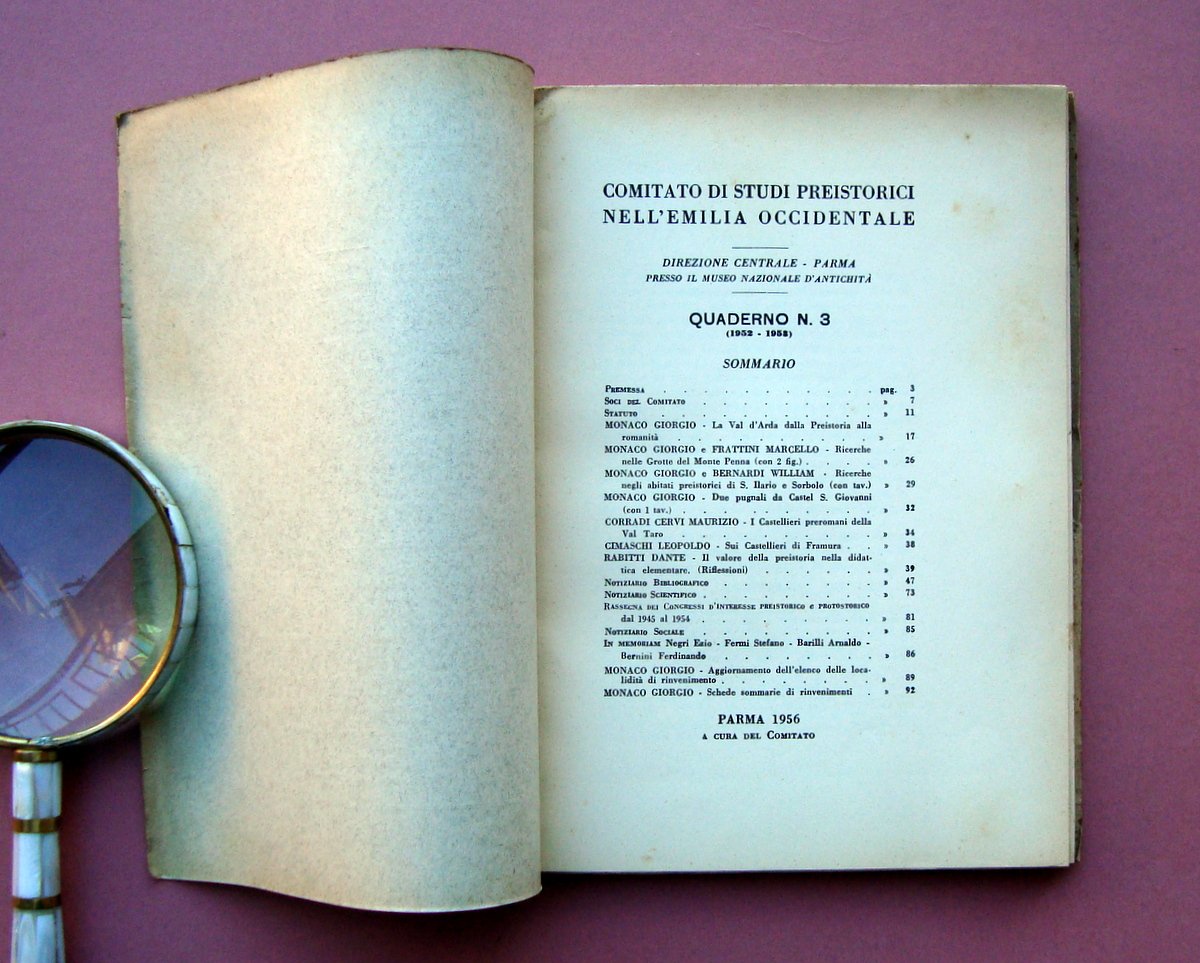 COMITATO DI STUDI PREISTORICI
NELL'EMILIA OCCIDENTALE
DIREZIONE CENTRALE - PARMA
PRESSO IL MUSEO NAZIONALE D'ANTICHITÀ
QUADERNO N. 3
(1952 - 1953)
SOMMARIO
PREMESSA . . . . . . . . . . pag. 3
SOCI DEL COMITATO . . . . . . . . » 7
STATUTO . . . . . . . . . . » 11
MONACO GIORGIO - La Val d'Arda dalla Preistoria alla
romanità . . . . . . . . . . » 17
MONACO GIORGIO e FRATTINI MARCELLO - Ricerche
nelle Grotte del Monte Penna (con 2 fig.) . . . . » 26
MONACO GIORGIO e BERNARDI WILLIAM - Ricerche
negli abitati preistorici di S. Ilario e Sorbolo (con tav.) » 29
MONACO GIORGIO - Due pugnali da Castel S. Giovanni
(con 1 tav.) . . . . . . . . . » 32
CORRADI CERVI MAURIZIO - I Castellieri preromani della
Val Taro . . . . . . . . . » 34
CIMASCHI LEOPOLDO - Sui Castellieri di Framura . . » 38
RABITTI DANTE - Il valore della preistoria nella didat-
tica elementare. (Riflessioni) . . . . . . » 39
NOTIZIARIO BIBLIOGRAFICO . . . . . . . » 47
NOTIZIARIO SCIENTIFICO . . . . . . . . » 73
RASSEGNA DEI CONGRESSI D'INTERESSE PREISTORICO e PROTOSTORICO
dal 1945 al 1954 . . . . . . . . » 81
NOTIZIARIO SOCIALE . . . . . . . . » 85
IN MEMORIAM Negri Ezio - Fermi Stefano - Barilli Arnaldo -
Bernini Ferdinando . . . . . . . » 86
MONACO GIORGIO - Aggiornamento dell'elenco delle loca-
lidità di rinvenimento . . . . . . . » 89
MONACO GIORGIO - Schede sommarie di rinvenimenti . » 92
PARMA 1956
A CURA DEL COMITATO